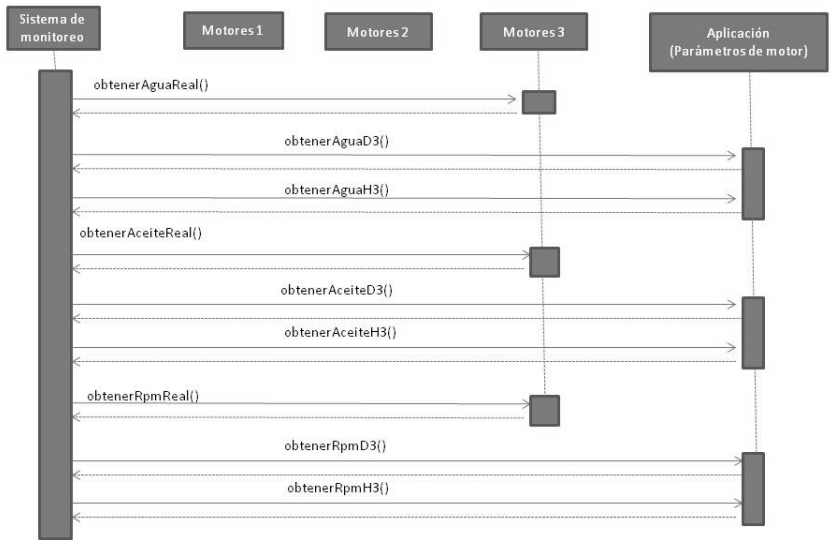 Sistema de
monitoreo
Motores 1
Motores 2
Motores 3
Aplicación
(Parámetros de motor)
obtenerAguaReal()
obtenerAguaD3()
obtenerAguaH3()
obtenerAceiteReal()
obtenerAceiteD3()
obtenerAceiteH3()
obtenerRpmReal()
obtenerRpmD3()
obtenerRpmH3()